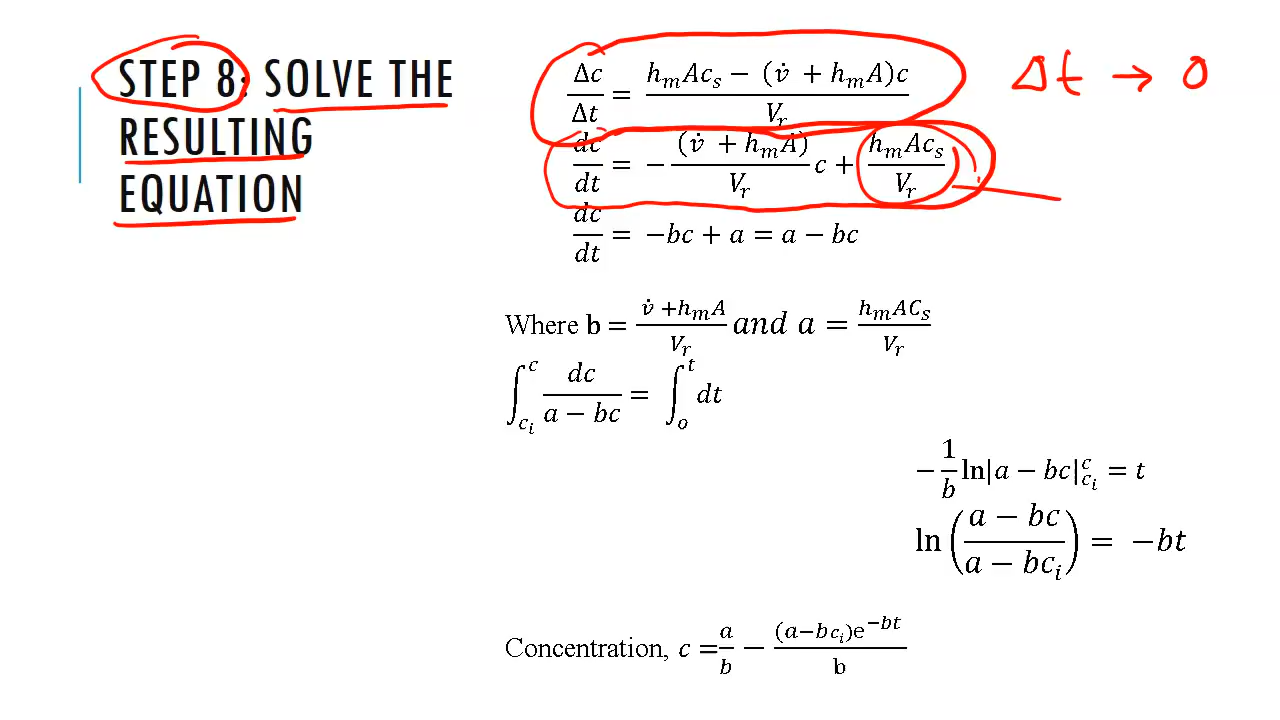 STEP 8: SOLVE THE
RESULTING
EQUATION
Δc/Δt = (h_m A c_s − (v̇ + h_m A)c)/V_r
Δt → 0
dc/dt = − ((v̇ + h_m A)/V_r) c + (h_m A c_s)/V_r
dc/dt = −bc + a = a − bc
Where b = (v̇ + h_m A)/V_r and a = (h_m A C_s)/V_r
∫_{c_i}^{c} dc/(a − bc) = ∫_{o}^{t} dt
− (1/b) ln|a − bc|_{c_i}^{c} = t
ln((a − bc)/(a − bc_i)) = −bt
Concentration, c = a/b − ((a−bc_i)e^{−bt})/b